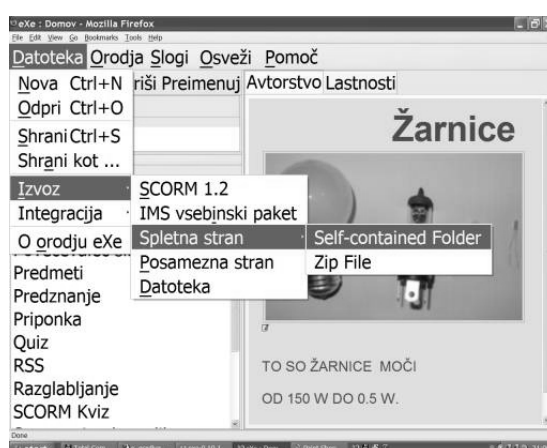 eXe : Domov - Mozilla Firefox
File Edit View Go Bookmarks Tools Help
Datoteka Orodja Slogi Osveži Pomoč
Nova Ctrl+N
riši Preimenuj Avtorstvo Lastnosti
Odpri Ctrl+O
Shrani Ctrl+S
Shrani kot ...
Izvoz
Integracija
O orodju eXe
SCORM 1.2
IMS vsebinski paket
Spletna stran
Posamezna stran
Datoteka
Self-contained Folder
Zip File
Predmeti
Predznanje
Priponka
Quiz
RSS
Razglabljanje
SCORM Kviz
Žarnice
TO SO ŽARNICE MOČI
OD 150 W DO 0.5 W.
Done